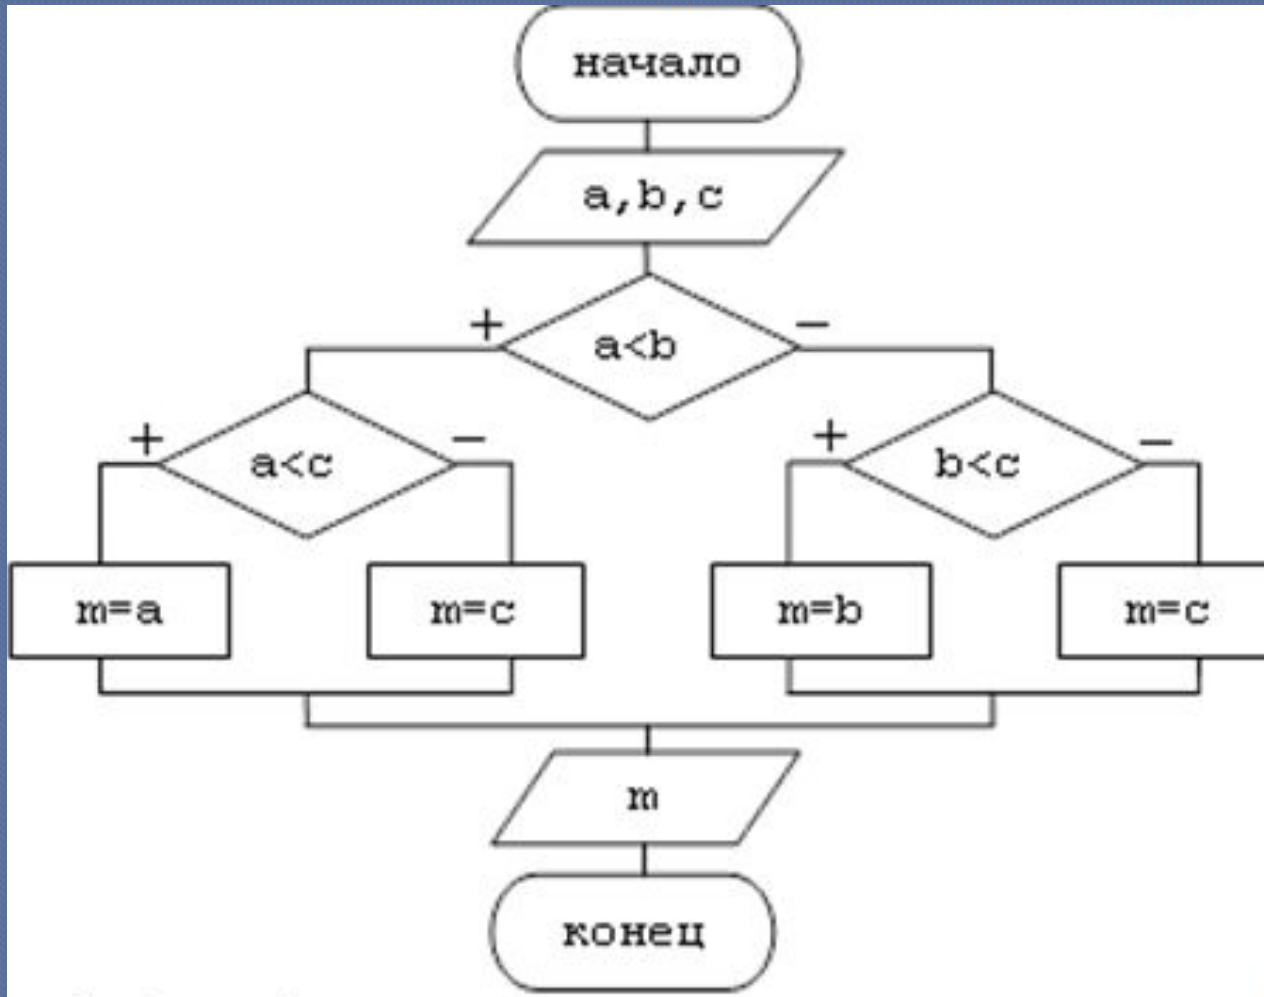 начало
a,b,c
+ a<b −
+ a<c −
+ b<c −
m=a
m=c
m=b
m=c
m
конец